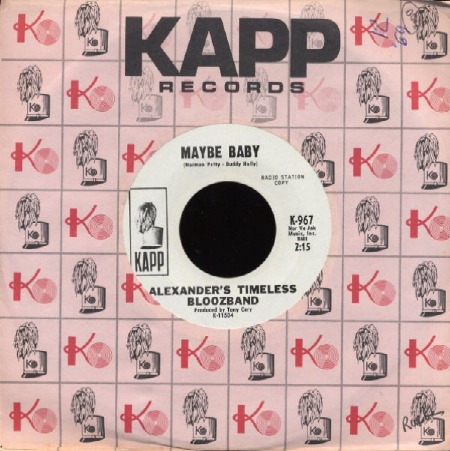 KAPP
RECORDS
MAYBE BABY
(Norman Petty - Buddy Holly)
RADIO STATION
COPY
K-967
Nor Va Jak
Music, Inc.
BMI
2:15
KAPP
ALEXANDER'S TIMELESS
BLOOZBAND
Produced by Tony Cary
K-11504